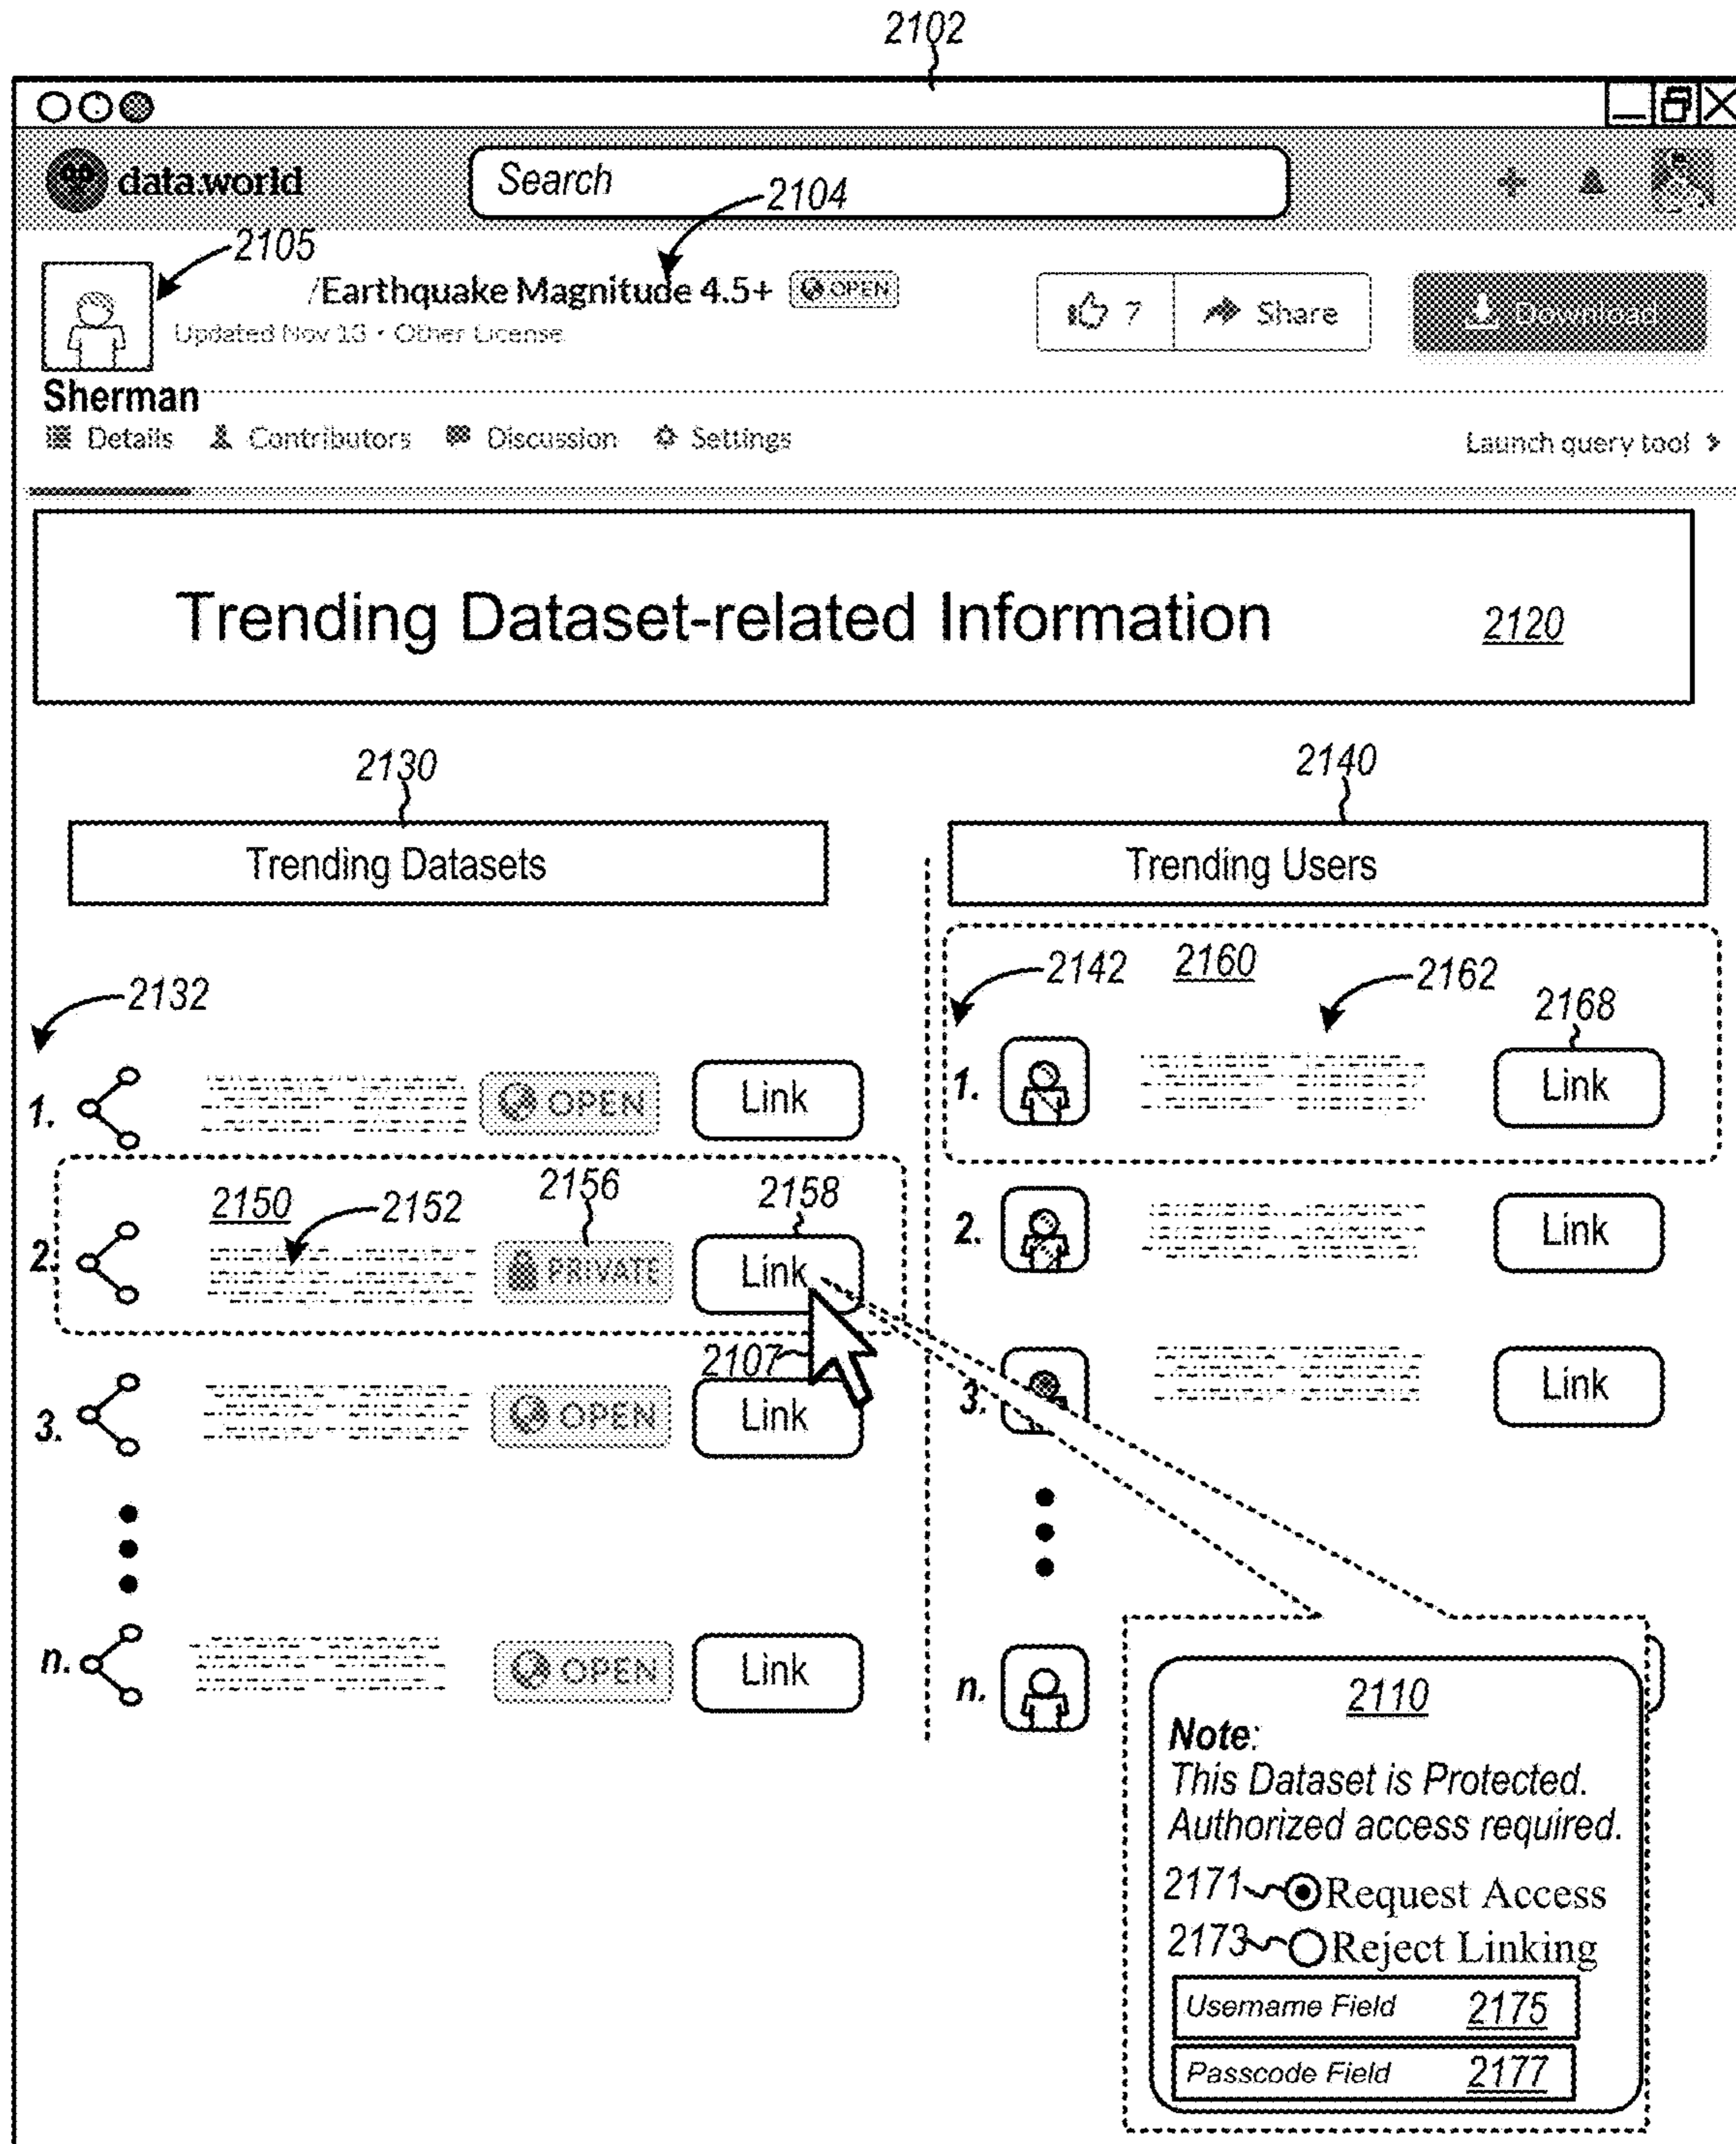 2102
data.world
Search
2104
2105
/Earthquake Magnitude 4.5+ OPEN
7 Share Download
Updated Nov 13 • Other License
Sherman
Details Contributors Discussion Settings
Launch query tool >
Trending Dataset-related Information 2120
2130
2140
Trending Datasets
Trending Users
2132
2142 2160 2162
2168
1. OPEN Link
1. Link
2150 2152 2156 2158
2. PRIVATE Link
2. Link
2107
3. OPEN Link
3. Link
n. OPEN Link
n.
2110
Note:
This Dataset is Protected.
Authorized access required.
2171 Request Access
2173 Reject Linking
Username Field 2175
Passcode Field 2177